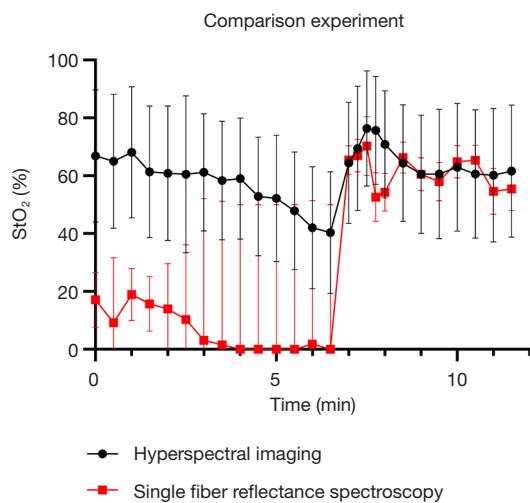 Comparison experiment
100
80
60
40
20
0
StO₂ (%)
0 5 10
Time (min)
Hyperspectral imaging
Single fiber reflectance spectroscopy